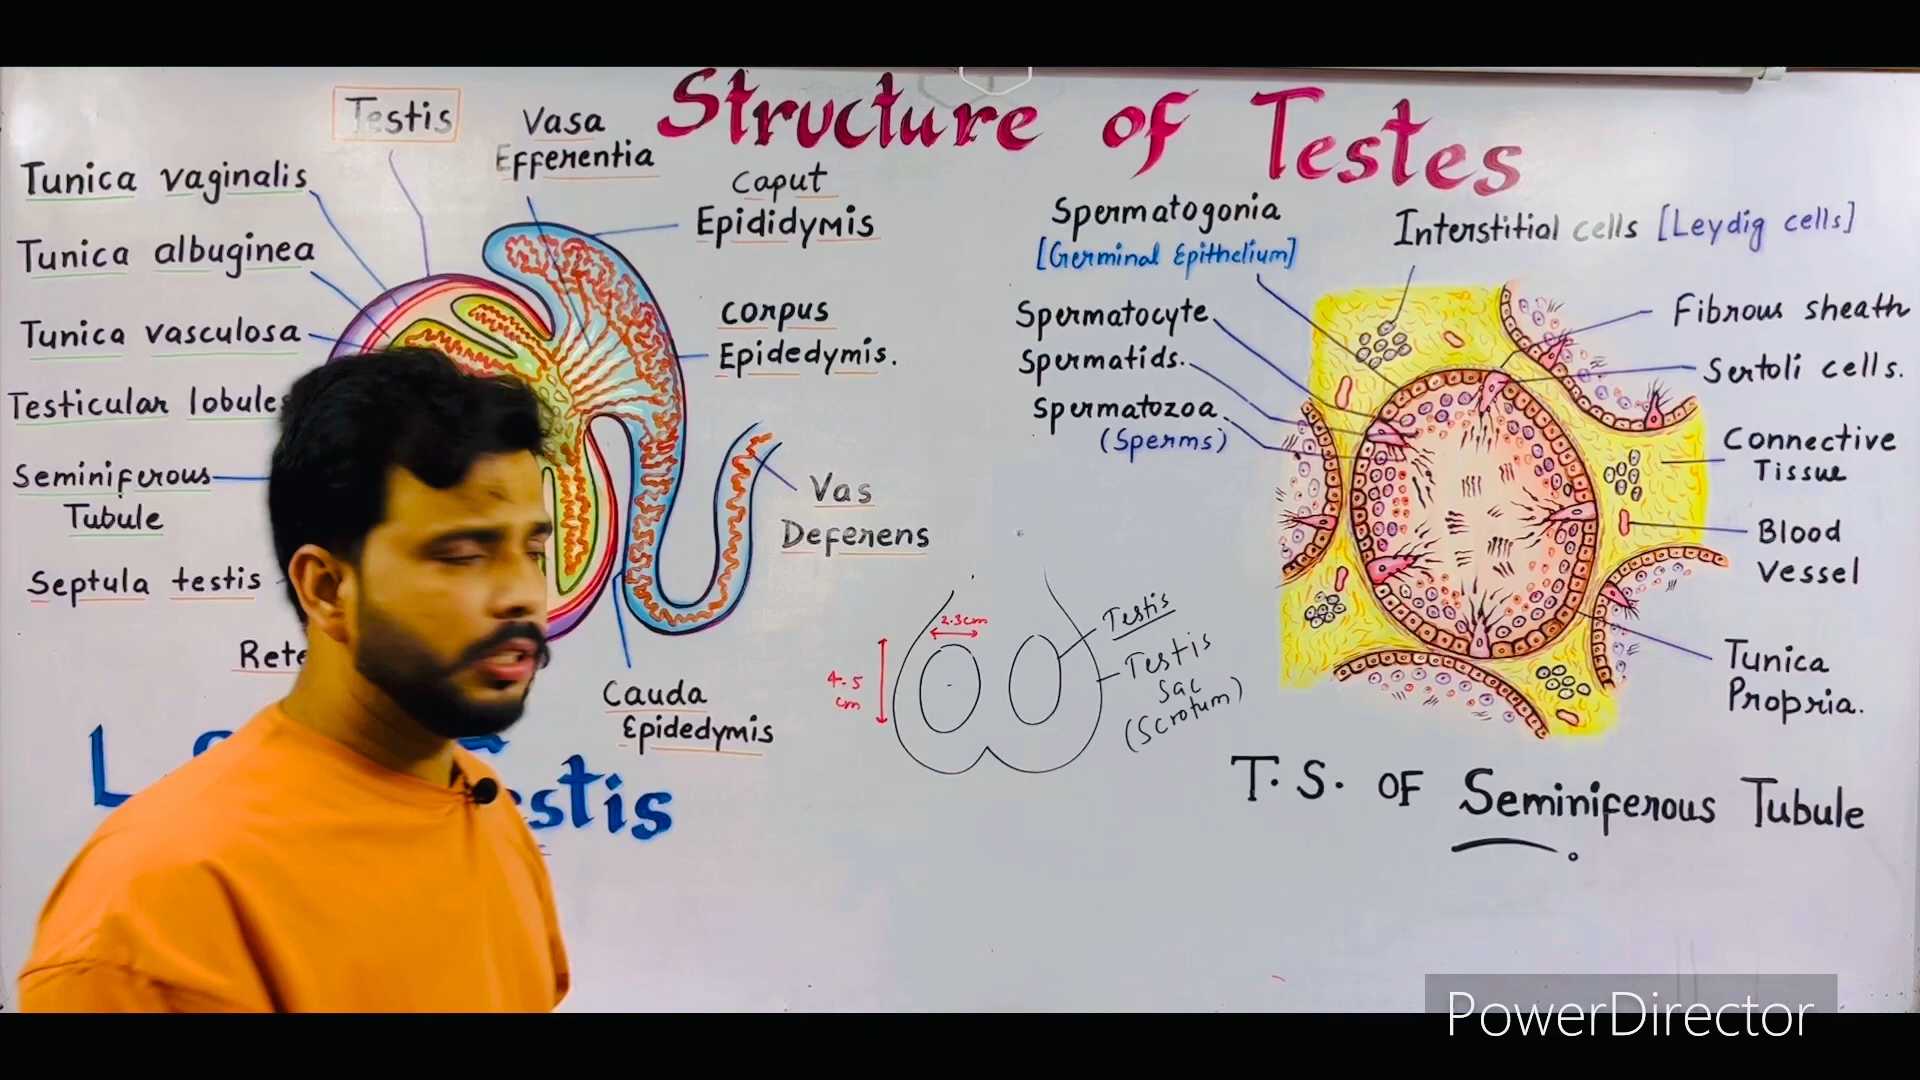 Structure of Testes
Testis
Vasa
Efferentia
Tunica vaginalis
Tunica albuginea
Tunica vasculosa
Testicular lobules
Seminiferous
Tubule
Septula testis
Rete
Caput
Epididymis
Corpus
Epidedymis.
Vas
Deferens
Cauda
Epidedymis
2.3cm
4-5
cm
Testis
Testis
Sac
(Scrotum)
Spermatogonia
[Germinal Epithelium]
Spermatocyte
Spermatids.
Spermatozoa
(Sperms)
Interstitial cells [Leydig cells]
Fibrous sheath
Sertoli cells.
Connective
Tissue
Blood
Vessel
Tunica
Propria.
T. S. OF Seminiferous Tubule
PowerDirector